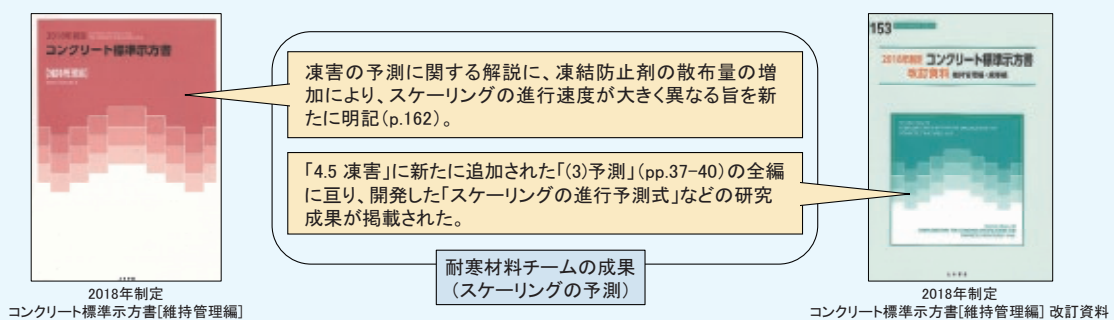 2018年制定
コンクリート標準示方書
[維持管理編]
凍害の予測に関する解説に、凍結防止剤の散布量の増
加により、スケーリングの進行速度が大きく異なる旨を新
たに明記(p.162)。
「4.5 凍害」に新たに追加された「(3)予測」(pp.37-40)の全編
に亘り、開発した「スケーリングの進行予測式」などの研究
成果が掲載された。
耐寒材料チームの成果
(スケーリングの予測)
153
2018年制定 コンクリート標準示方書
改訂資料
2018年制定
コンクリート標準示方書[維持管理編]
2018年制定
コンクリート標準示方書[維持管理編] 改訂資料